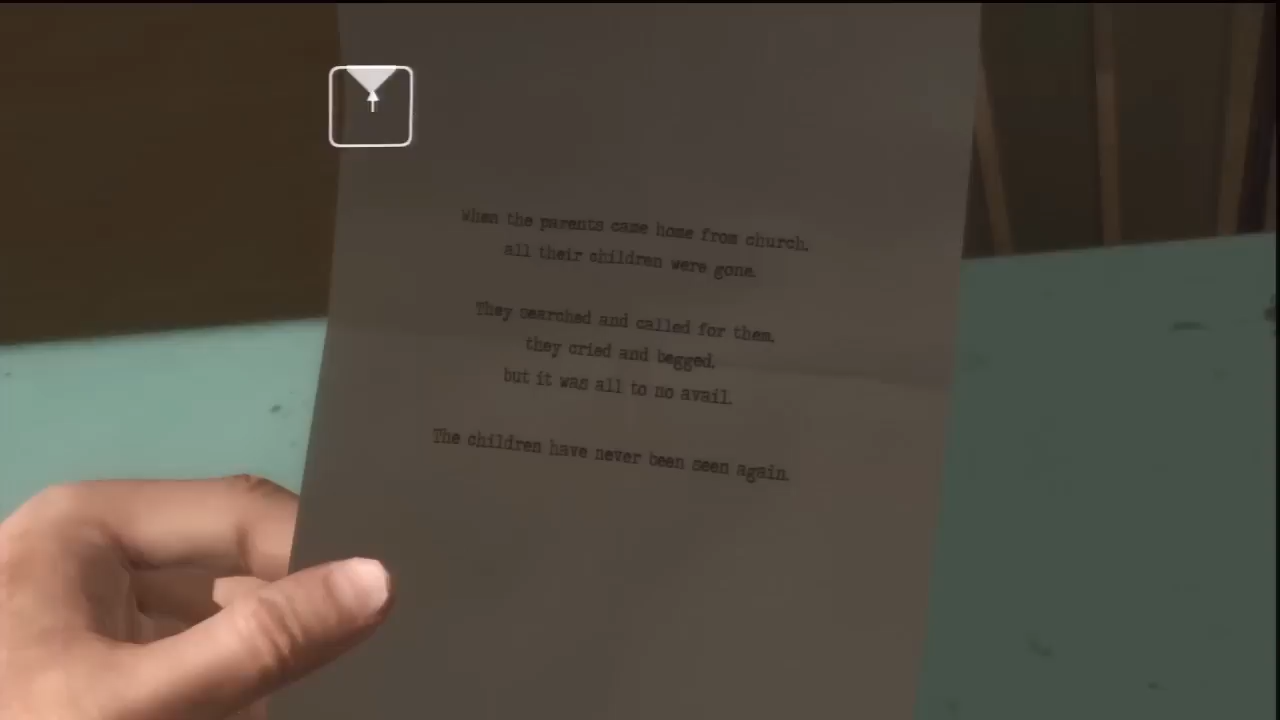 When the parents came home from church,
all their children were gone.
They searched and called for them,
they cried and begged,
but it was all to no avail.
The children have never been seen again.